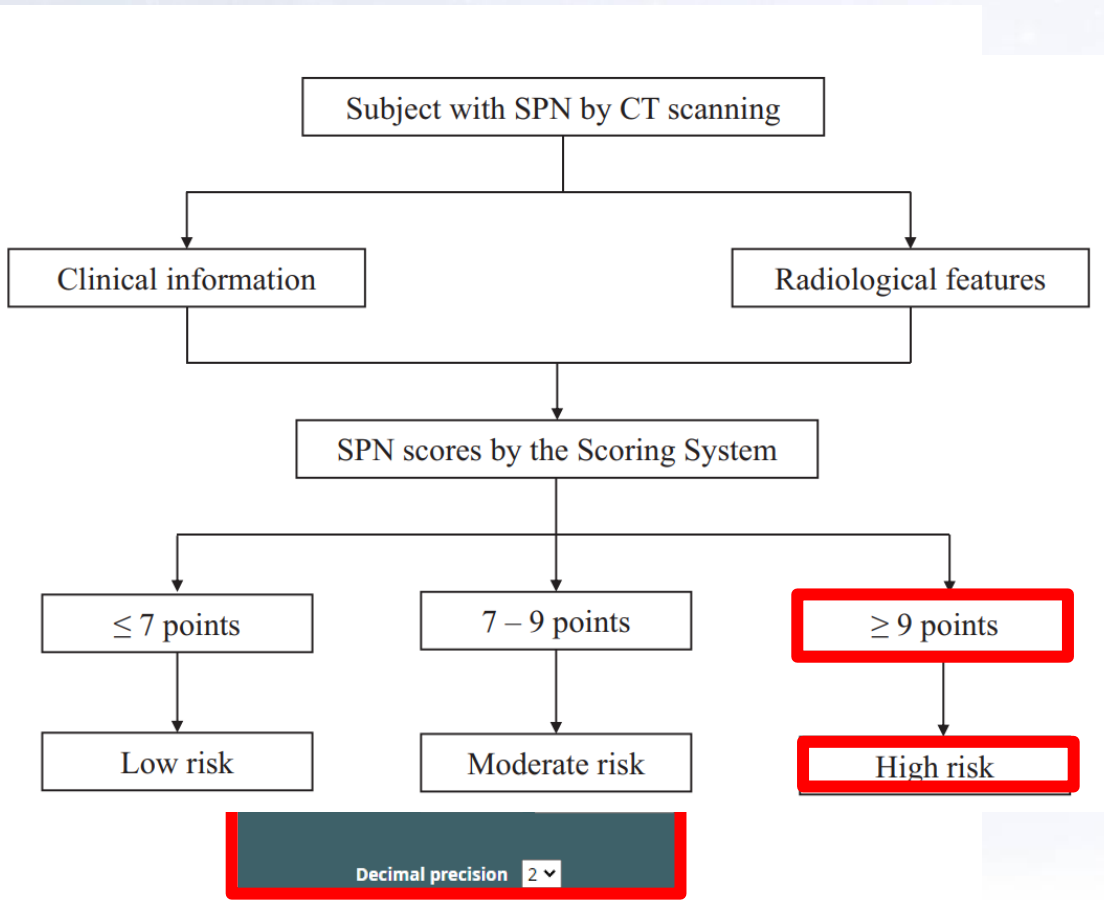 Subject with SPN by CT scanning
Clinical information
Radiological features
SPN scores by the Scoring System
≤ 7 points
7 – 9 points
≥ 9 points
Low risk
Moderate risk
High risk
Decimal precision 2